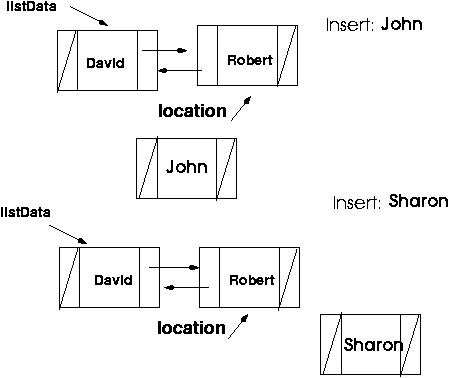 listData
Insert: John
David
Robert
location
John
Insert: Sharon
listData
David
Robert
location
Sharon